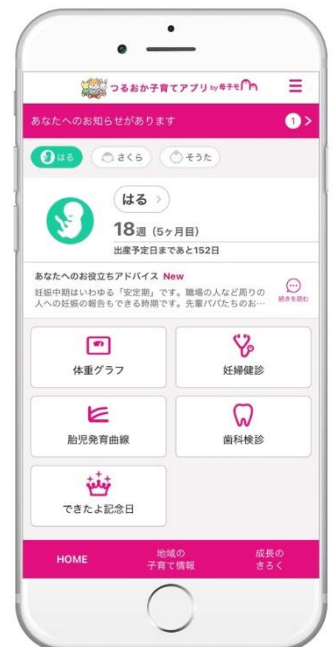 つるおか子育てアプリ by 母子モ
あなたへのお知らせがあります 1
はる さくら そうた
はる
18週 (5ヶ月目)
出産予定日まであと152日
あなたへのお役立ちアドバイス New
妊娠中期はいわゆる「安定期」です。職場の人など周りの
人への妊娠の報告もできる時期です。先輩パパたちのお…
続きを読む
体重グラフ 妊婦健診
胎児発育曲線 歯科検診
できたよ記念日
HOME
地域の
子育て情報
成長の
きろく